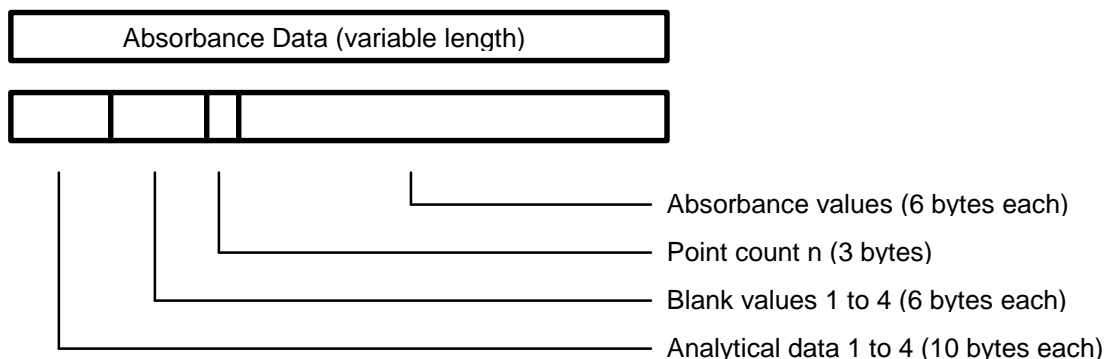 Absorbance Data (variable length)
Absorbance values (6 bytes each)
Point count n (3 bytes)
Blank values 1 to 4 (6 bytes each)
Analytical data 1 to 4 (10 bytes each)